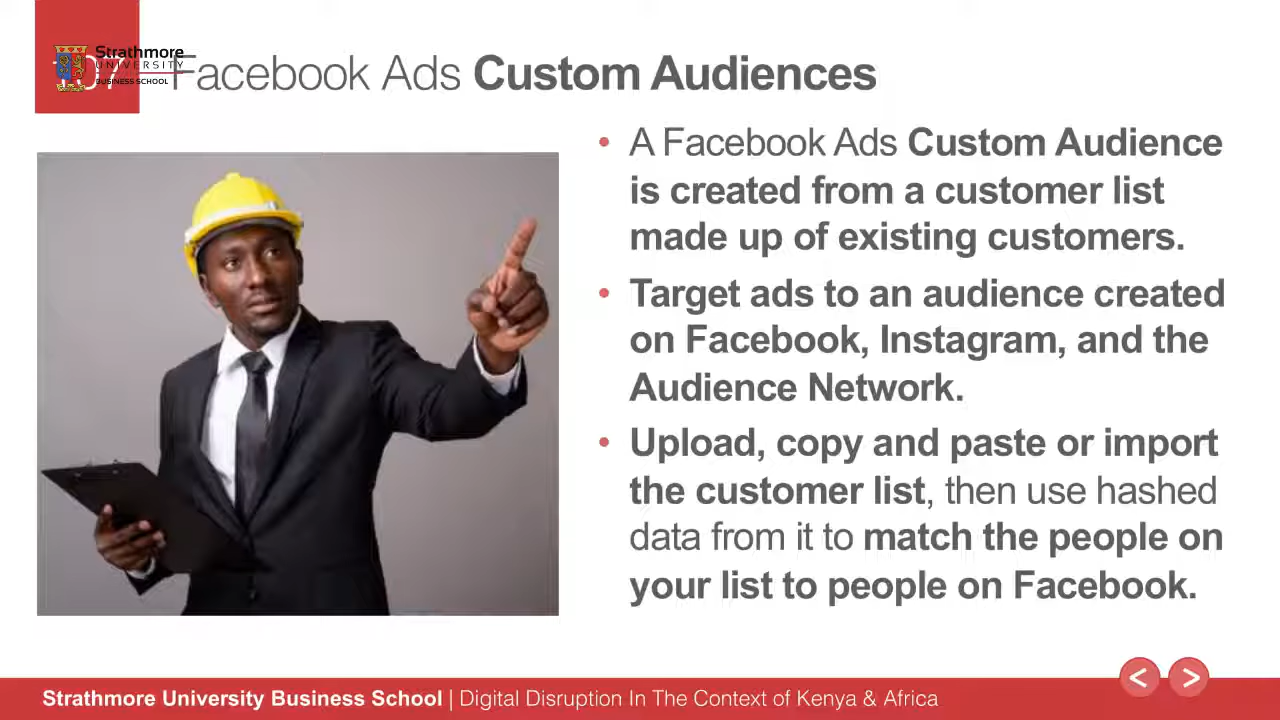 Strathmore
UNIVERSITY
BUSINESS SCHOOL
107
Facebook Ads Custom Audiences
• A Facebook Ads Custom Audience
is created from a customer list
made up of existing customers.
• Target ads to an audience created
on Facebook, Instagram, and the
Audience Network.
• Upload, copy and paste or import
the customer list, then use hashed
data from it to match the people on
your list to people on Facebook.
Strathmore University Business School | Digital Disruption In The Context of Kenya & Africa